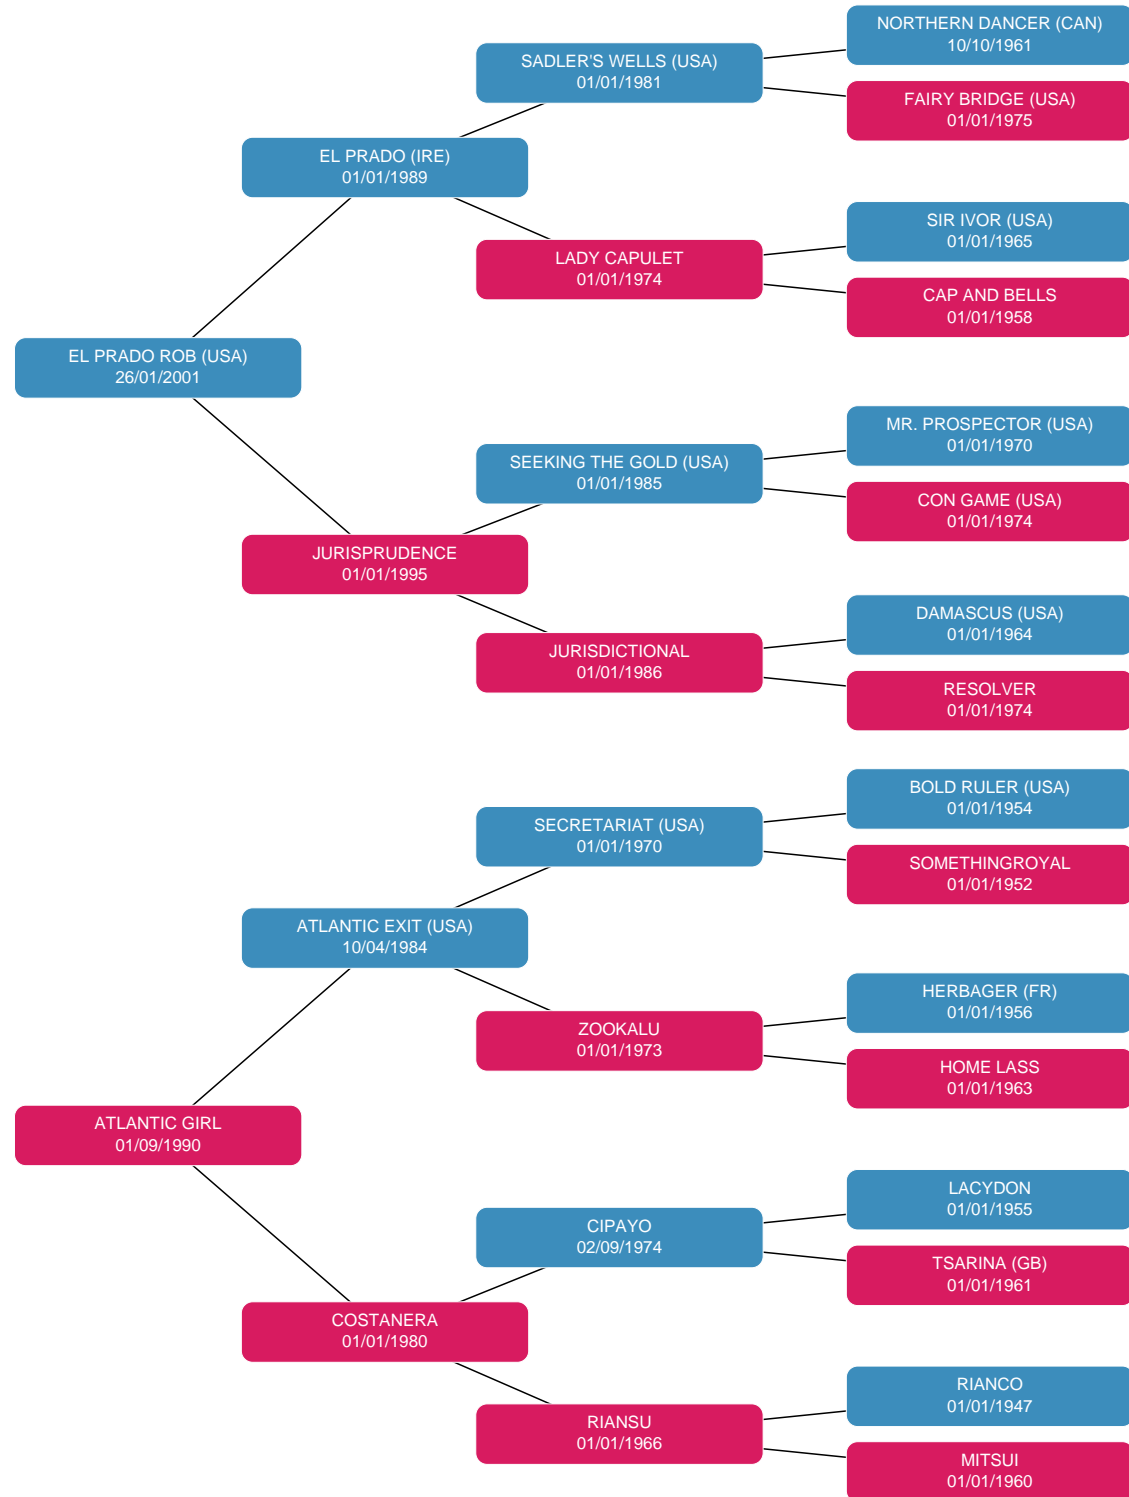 NORTHERN DANCER (CAN)
10/10/1961
SADLER'S WELLS (USA)
01/01/1981
FAIRY BRIDGE (USA)
01/01/1975
EL PRADO (IRE)
01/01/1989
SIR IVOR (USA)
01/01/1965
LADY CAPULET
01/01/1974
CAP AND BELLS
01/01/1958
EL PRADO ROB (USA)
26/01/2001
MR. PROSPECTOR (USA)
01/01/1970
SEEKING THE GOLD (USA)
01/01/1985
CON GAME (USA)
01/01/1974
JURISPRUDENCE
01/01/1995
DAMASCUS (USA)
01/01/1964
JURISDICTIONAL
01/01/1986
RESOLVER
01/01/1974
BOLD RULER (USA)
01/01/1954
SECRETARIAT (USA)
01/01/1970
SOMETHINGROYAL
01/01/1952
ATLANTIC EXIT (USA)
10/04/1984
HERBAGER (FR)
01/01/1956
ZOOKALU
01/01/1973
HOME LASS
01/01/1963
ATLANTIC GIRL
01/09/1990
LACYDON
01/01/1955
CIPAYO
02/09/1974
TSARINA (GB)
01/01/1961
COSTANERA
01/01/1980
RIANCO
01/01/1947
RIANSU
01/01/1966
MITSUI
01/01/1960